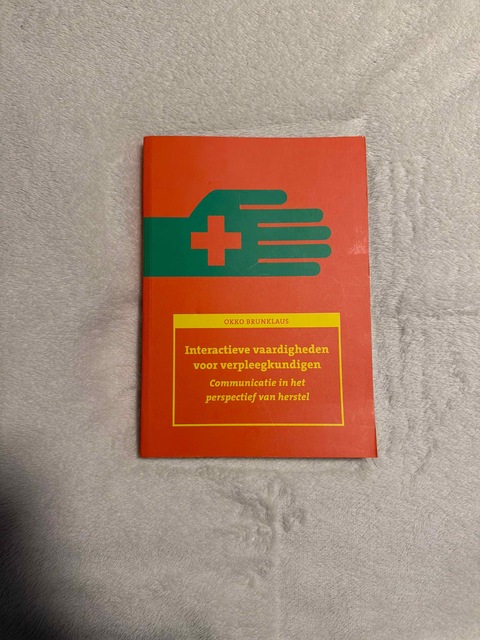 OKKO BRUNKLAUS
Interactieve vaardigheden
voor verpleegkundigen
Communicatie in het
perspectief van herstel